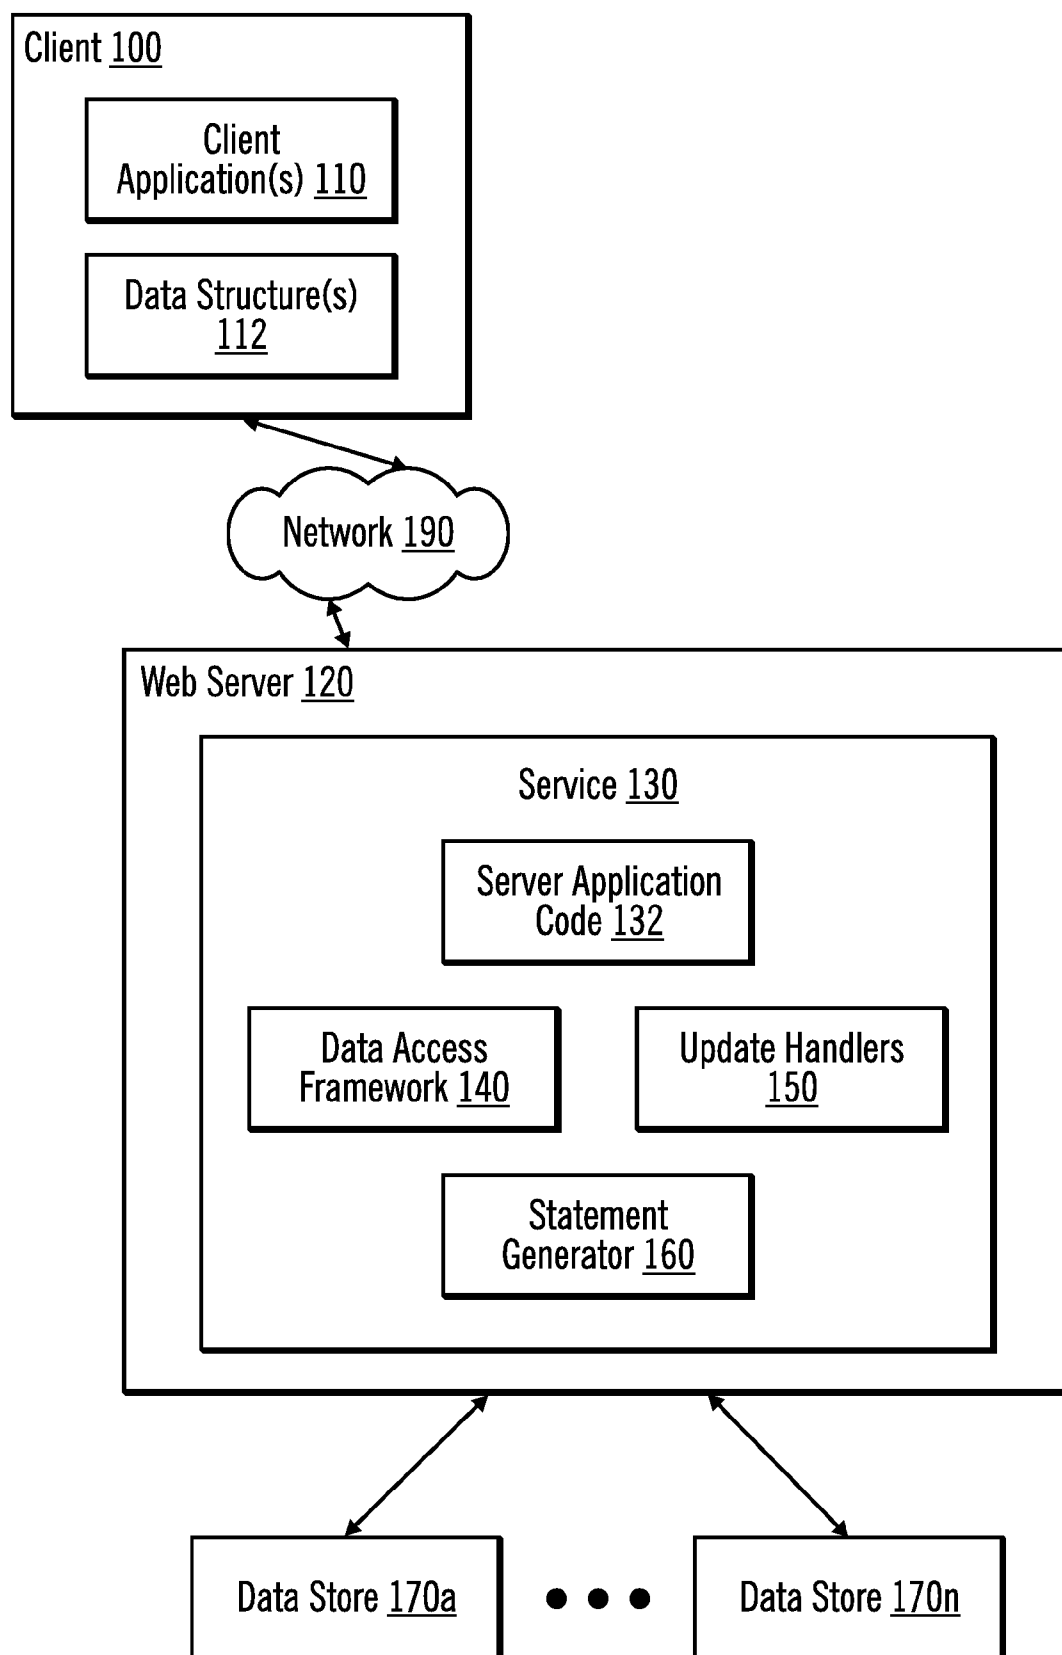 Client 100
Client
Application(s) 110
Data Structure(s)
112
Network 190
Web Server 120
Service 130
Server Application
Code 132
Data Access
Framework 140
Update Handlers
150
Statement
Generator 160
Data Store 170a
Data Store 170n